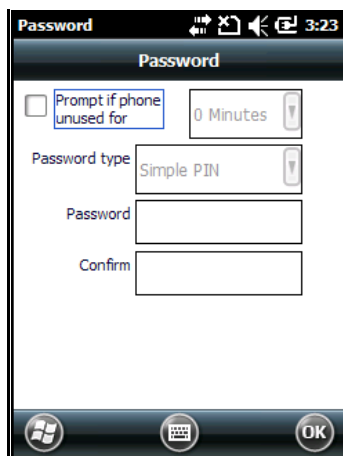 Password 3:23
Password
Prompt if phone
unused for
0 Minutes
Password type
Simple PIN
Password
Confirm
OK